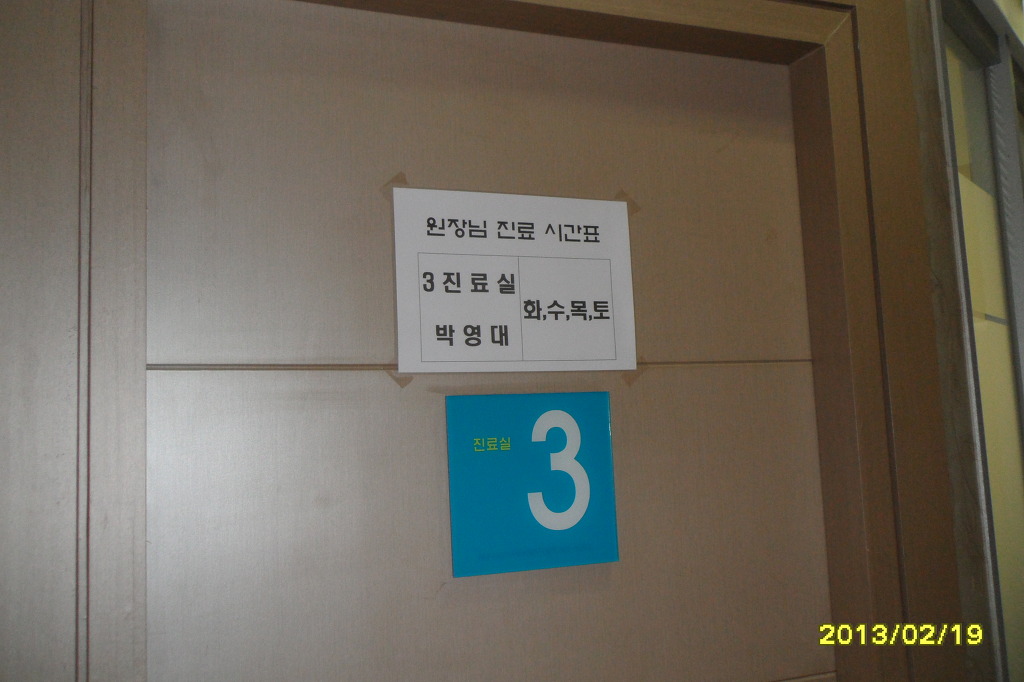 원장님 진료 시간표
3 진 료 실
박 영 대
화,수,목,토
진료실
3
2013/02/19